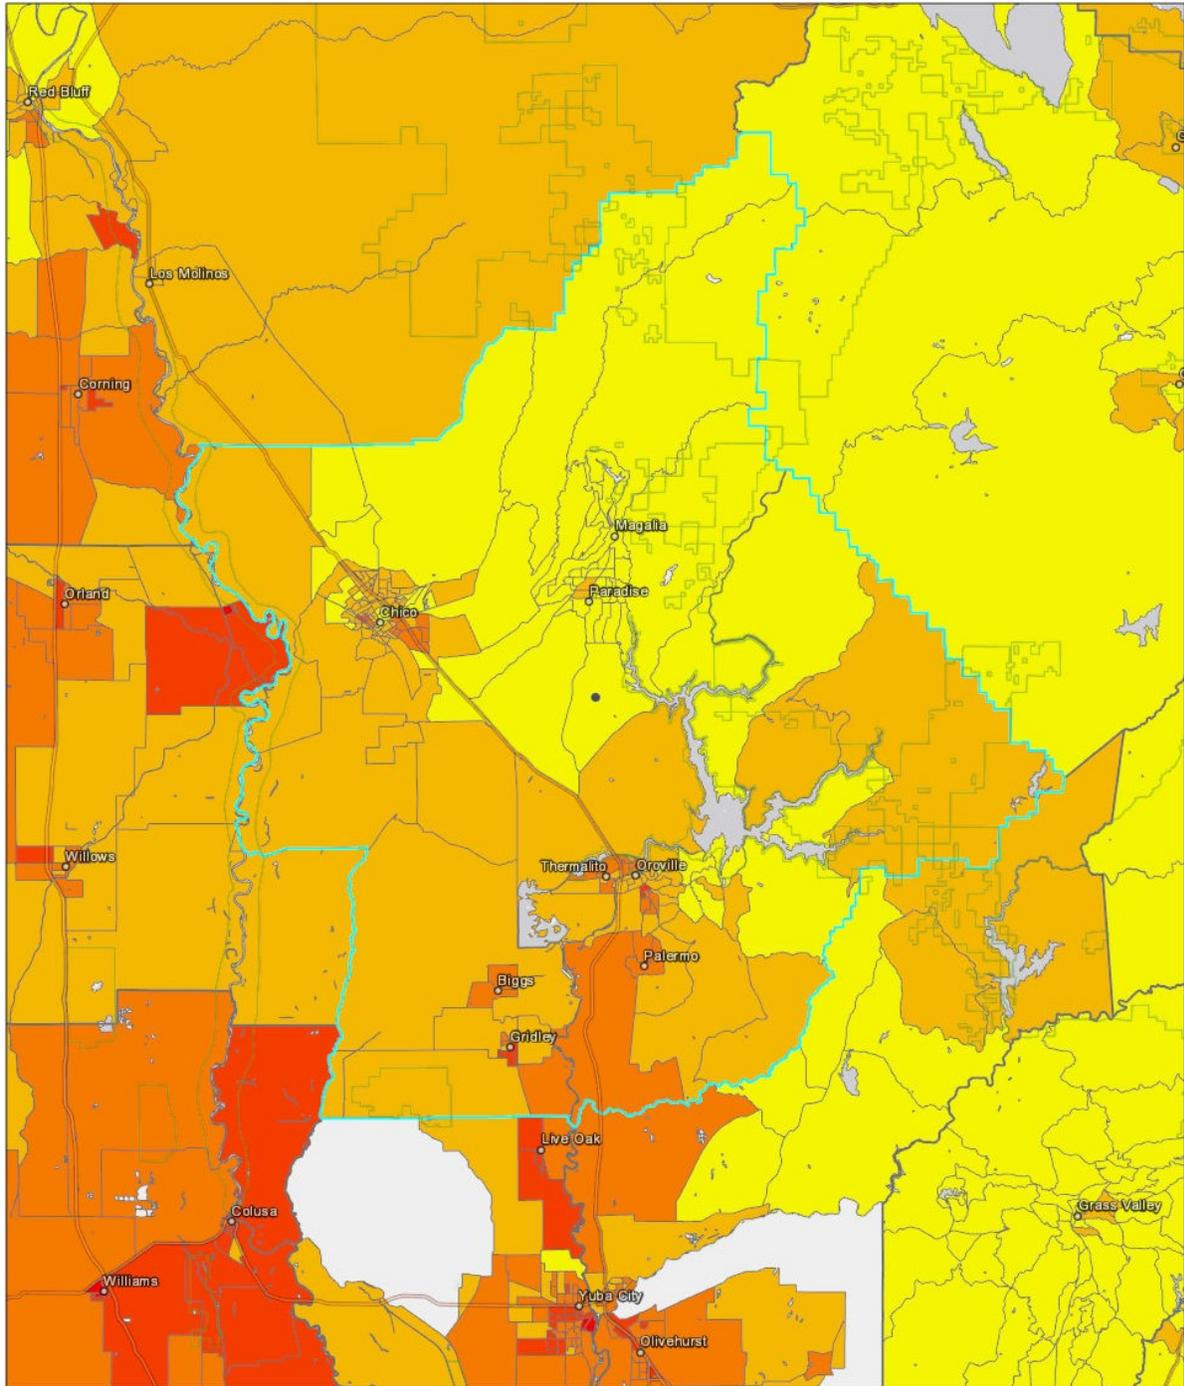 Red Bluff
Los Molinos
Corning
Magalia
Orland
Paradise
Chico
Willows
Thermalito
Oroville
Palermo
Biggs
Gridley
Live Oak
Colusa
Grass Valley
Williams
Yuba City
Olivehurst